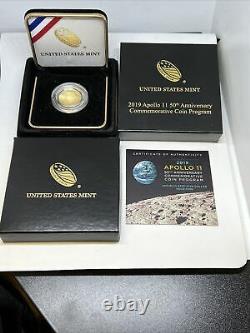 UNITED STATES MINT
UNITED STATES MINT
2019 Apollo 11 50th Anniversary
Commemorative Coin Program
UNITED STATES MINT
CERTIFICATE OF AUTHENTICITY
2019
APOLLO 11
50TH ANNIVERSARY
COMMEMORATIVE
COIN PROGRAM